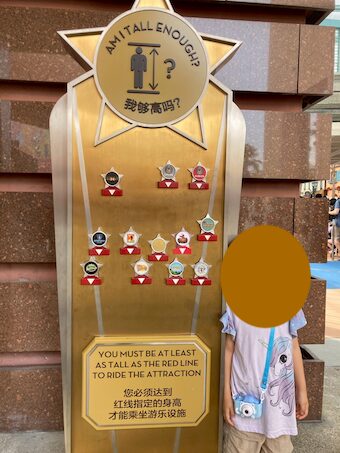 AM I TALL ENOUGH?
?
我够高吗?
YOU MUST BE AT LEAST
AS TALL AS THE RED LINE
TO RIDE THE ATTRACTION
您必须达到
红线指定的身高
才能乘坐游乐设施